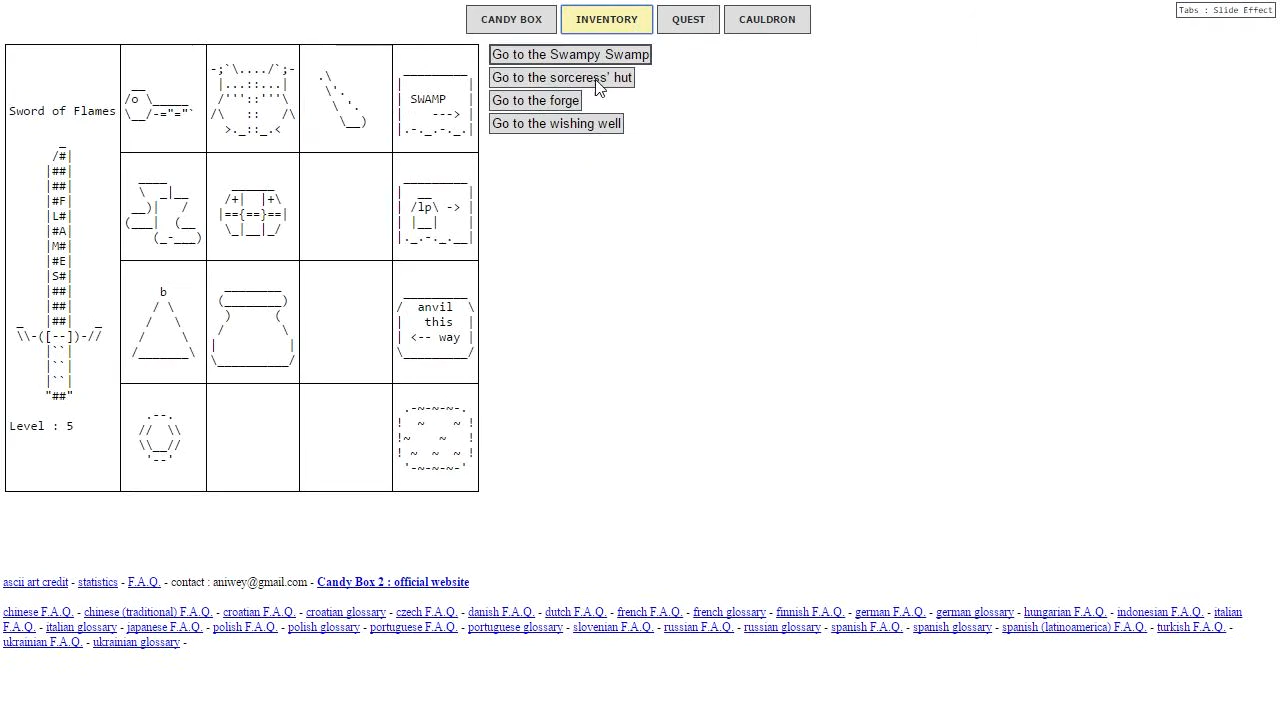 CANDY BOX INVENTORY QUEST CAULDRON
Tabs : Slide Effect
Go to the Swampy Swamp
Go to the sorceress' hut
Go to the forge
Go to the wishing well
Sword of Flames
F
L
A
M
E
S
Level : 5
SWAMP
--->
lp ->
b
anvil
this
<-- way
ascii art credit - statistics - F.A.Q. - contact : aniwey@gmail.com - Candy Box 2 : official website
chinese F.A.Q. - chinese (traditional) F.A.Q. - croatian F.A.Q. - croatian glossary - czech F.A.Q. - danish F.A.Q. - dutch F.A.Q. - french F.A.Q. - french glossary - finnish F.A.Q. - german F.A.Q. - german glossary - hungarian F.A.Q. - indonesian F.A.Q. - italian
F.A.Q. - italian glossary - japanese F.A.Q. - polish F.A.Q. - polish glossary - portuguese F.A.Q. - portuguese glossary - slovenian F.A.Q. - russian F.A.Q. - russian glossary - spanish F.A.Q. - spanish glossary - spanish (latinoamerica) F.A.Q. - turkish F.A.Q. -
ukrainian F.A.Q. - ukrainian glossary -